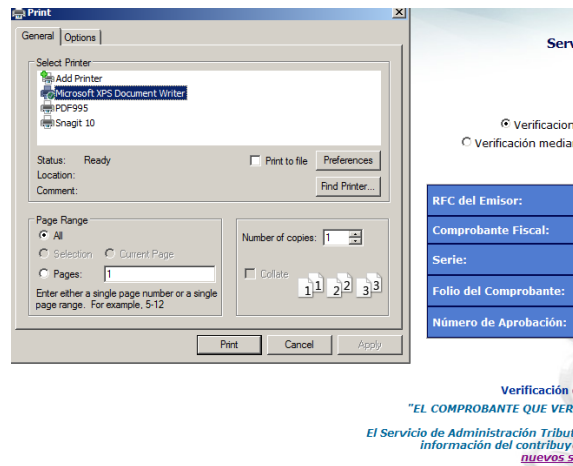 Print
General
Options
Select Printer
Add Printer
Microsoft XPS Document Writer
PDF995
Snagit 10
Status: Ready
Print to file
Preferences
Location:
Comment:
Find Printer...
Page Range
All
Selection
Current Page
Pages: 1
Enter either a single page number or a single
page range. For example, 5-12
Number of copies: 1
Collate
1 1 2 2 3 3
Print
Cancel
Apply
Serv
Verificacion
Verificación media
RFC del Emisor:
Comprobante Fiscal:
Serie:
Folio del Comprobante:
Número de Aprobación:
Verificación
"EL COMPROBANTE QUE VER
El Servicio de Administración Tribut
información del contribuy
nuevos s